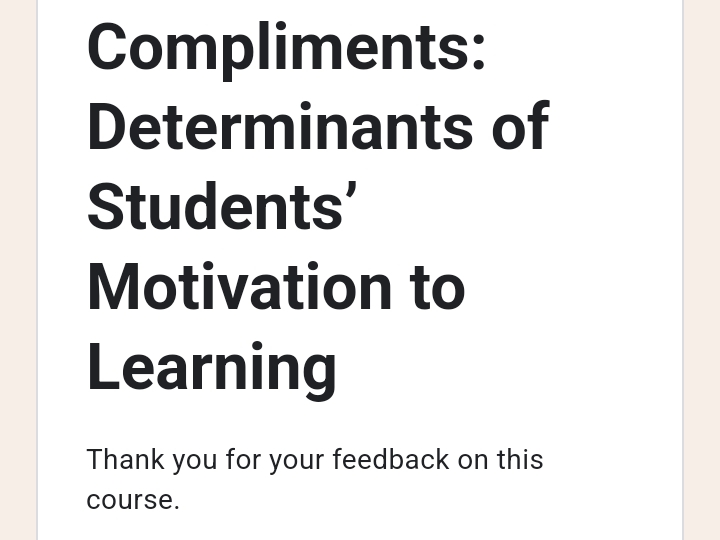 Compliments:
Determinants of
Students’
Motivation to
Learning
Thank you for your feedback on this
course.